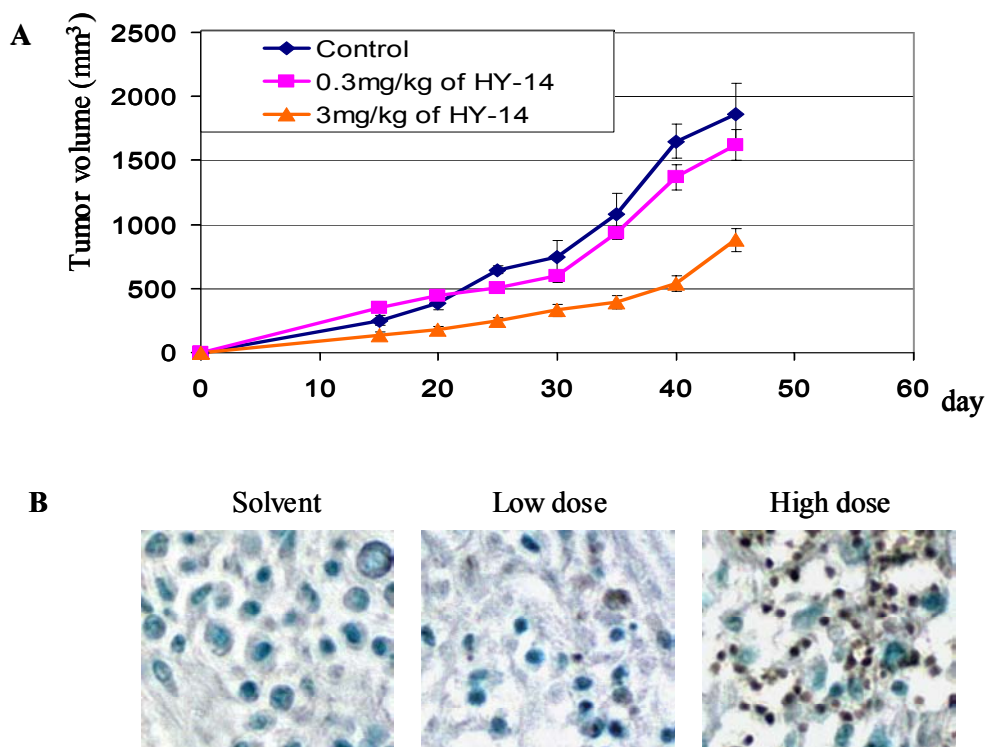 A
Tumor volume (mm³)
2500
2000
1500
1000
500
0
Control
0.3mg/kg of HY-14
3mg/kg of HY-14
0 10 20 30 40 50 60
day
B
Solvent Low dose High dose